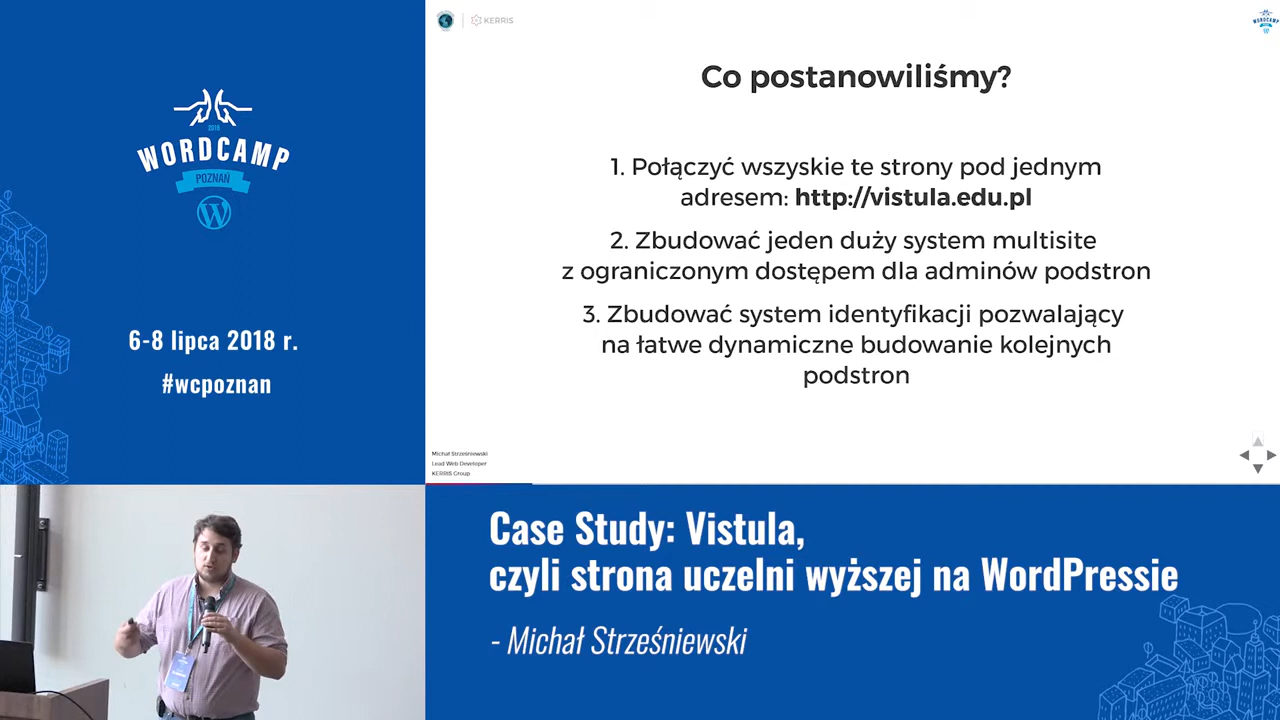 2018
WORDCAMP
POZNAŃ
6-8 lipca 2018 r.
#wcpoznan
KERRIS
WORDCAMP
Co postanowiliśmy?
1. Połączyć wszyskie te strony pod jednym
adresem: http://vistula.edu.pl
2. Zbudować jeden duży system multisite
z ograniczonym dostępem dla adminów podstron
3. Zbudować system identyfikacji pozwalający
na łatwe dynamiczne budowanie kolejnych
podstron
Michał Strześniewski
Lead Web Developer
KERRIS Group
Case Study: Vistula,
czyli strona uczelni wyższej na WordPressie
- Michał Strześniewski